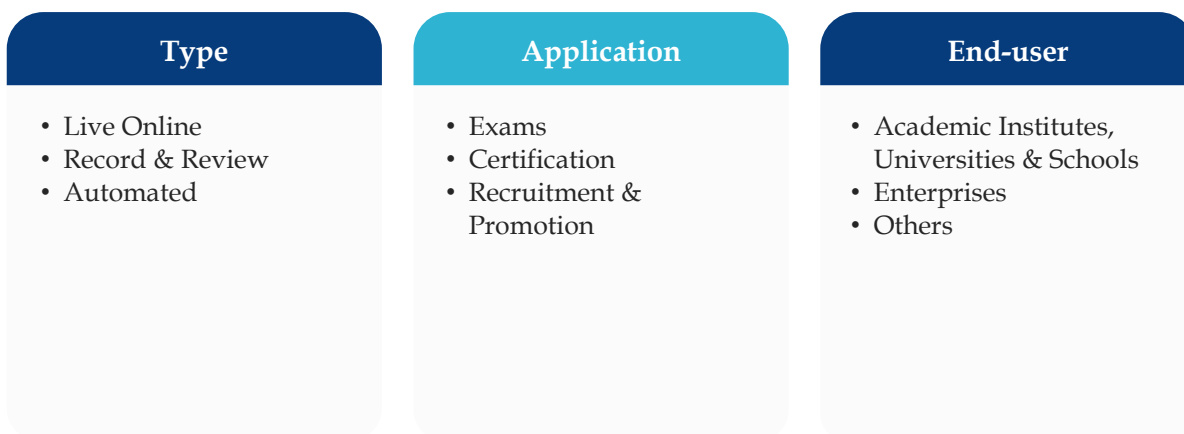 Type
• Live Online
• Record & Review
• Automated
Application
• Exams
• Certification
• Recruitment &
Promotion
End-user
• Academic Institutes,
Universities & Schools
• Enterprises
• Others